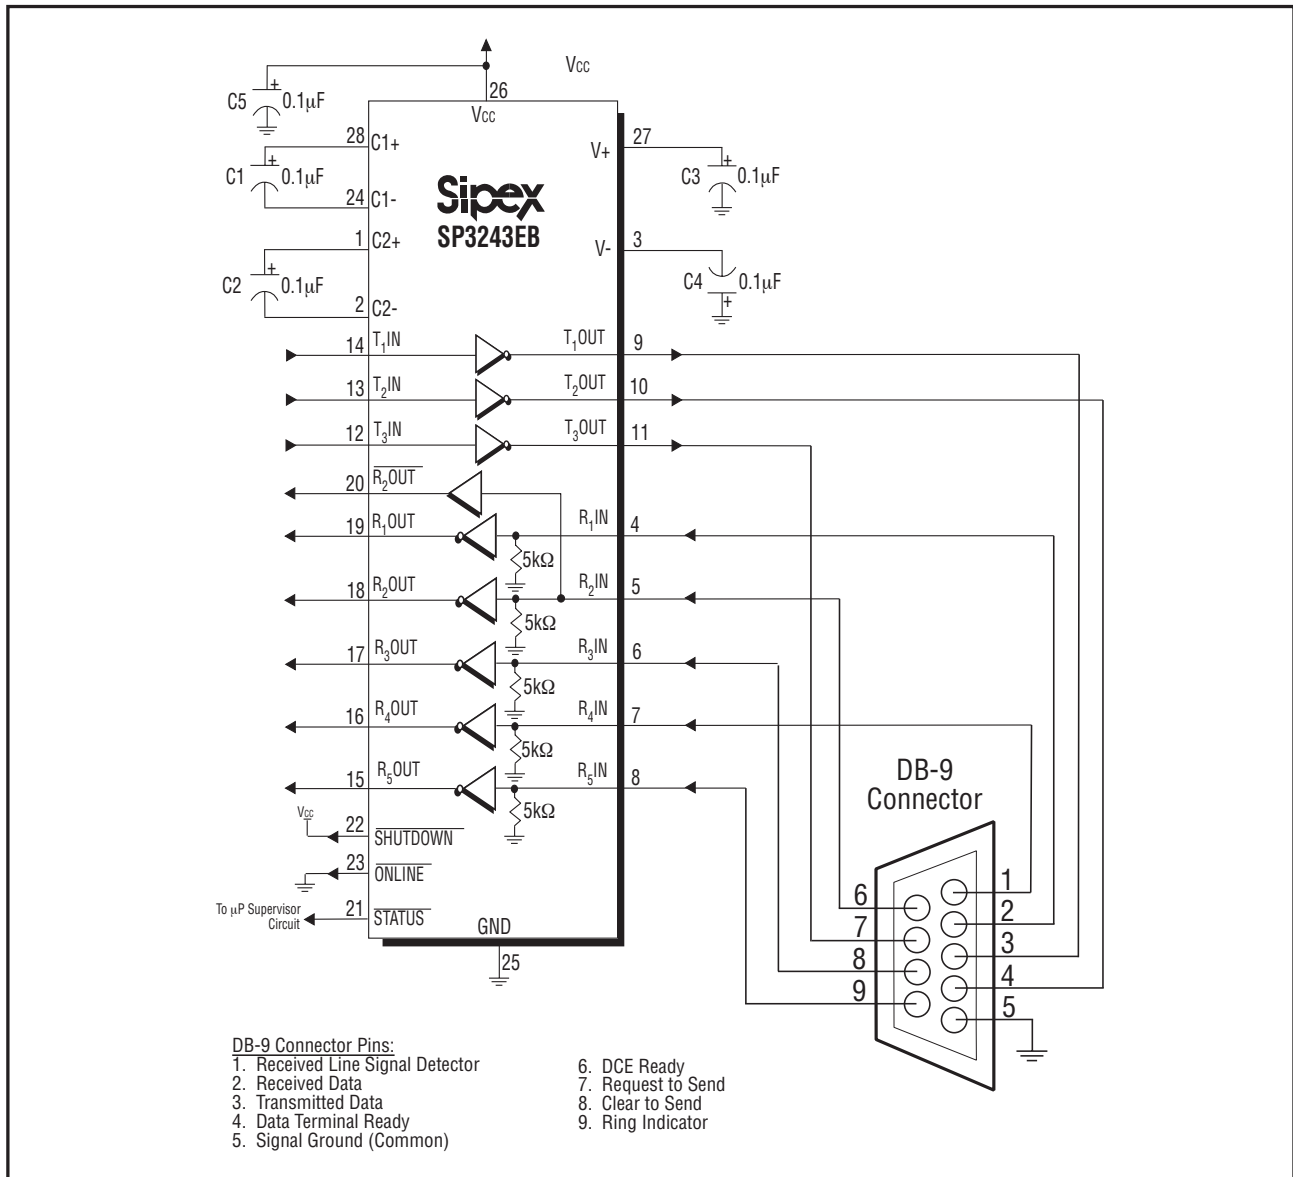 VCC
26
VCC
C5
+
0.1µF
28
C1+
C1
+
0.1µF
24
C1-
1
C2+
C2
+
0.1µF
2
C2-
Sipex
SP3243EB
V+
27
C3
+
0.1µF
V-
3
C4
0.1µF
+
14
T1IN
T1OUT
9
13
T2IN
T2OUT
10
12
T3IN
T3OUT
11
20
R2OUT
19
R1OUT
R1IN
4
5kΩ
18
R2OUT
R2IN
5
5kΩ
17
R3OUT
R3IN
6
5kΩ
16
R4OUT
R4IN
7
5kΩ
15
R5OUT
R5IN
8
5kΩ
VCC
22
SHUTDOWN
23
ONLINE
To µP Supervisor
Circuit
21
STATUS
GND
25
DB-9
Connector
6
7
8
9
1
2
3
4
5
DB-9 Connector Pins:
1. Received Line Signal Detector
2. Received Data
3. Transmitted Data
4. Data Terminal Ready
5. Signal Ground (Common)
6. DCE Ready
7. Request to Send
8. Clear to Send
9. Ring Indicator